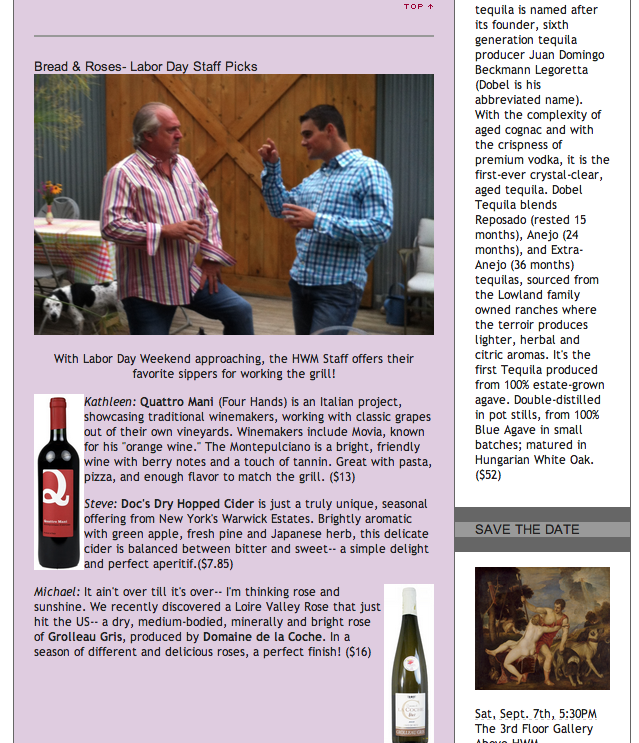 TOP ↑
Bread & Roses- Labor Day Staff Picks
With Labor Day Weekend approaching, the HWM Staff offers their
favorite sippers for working the grill!
Kathleen: Quattro Mani (Four Hands) is an Italian project,
showcasing traditional winemakers, working with classic grapes
out of their own vineyards. Winemakers include Movia, known
for his "orange wine." The Montepulciano is a bright, friendly
wine with berry notes and a touch of tannin. Great with pasta,
pizza, and enough flavor to match the grill. ($13)
Steve: Doc's Dry Hopped Cider is just a truly unique, seasonal
offering from New York's Warwick Estates. Brightly aromatic
with green apple, fresh pine and Japanese herb, this delicate
cider is balanced between bitter and sweet-- a simple delight
and perfect aperitif.($7.85)
Michael: It ain't over till it's over-- I'm thinking rose and
sunshine. We recently discovered a Loire Valley Rose that just
hit the US-- a dry, medium-bodied, minerally and bright rose
of Grolleau Gris, produced by Domaine de la Coche. In a
season of different and delicious roses, a perfect finish! ($16)
tequila is named after
its founder, sixth
generation tequila
producer Juan Domingo
Beckmann Legoretta
(Dobel is his
abbreviated name).
With the complexity of
aged cognac and with
the crispness of
premium vodka, it is the
first-ever crystal-clear,
aged tequila. Dobel
Tequila blends
Reposado (rested 15
months), Anejo (24
months), and Extra-
Anejo (36 months)
tequilas, sourced from
the Lowland family
owned ranches where
the terroir produces
lighter, herbal and
citric aromas. It's the
first Tequila produced
from 100% estate-grown
agave. Double-distilled
in pot stills, from 100%
Blue Agave in small
batches; matured in
Hungarian White Oak.
($52)
SAVE THE DATE
Sat, Sept. 7th, 5:30PM
The 3rd Floor Gallery
Above HWM